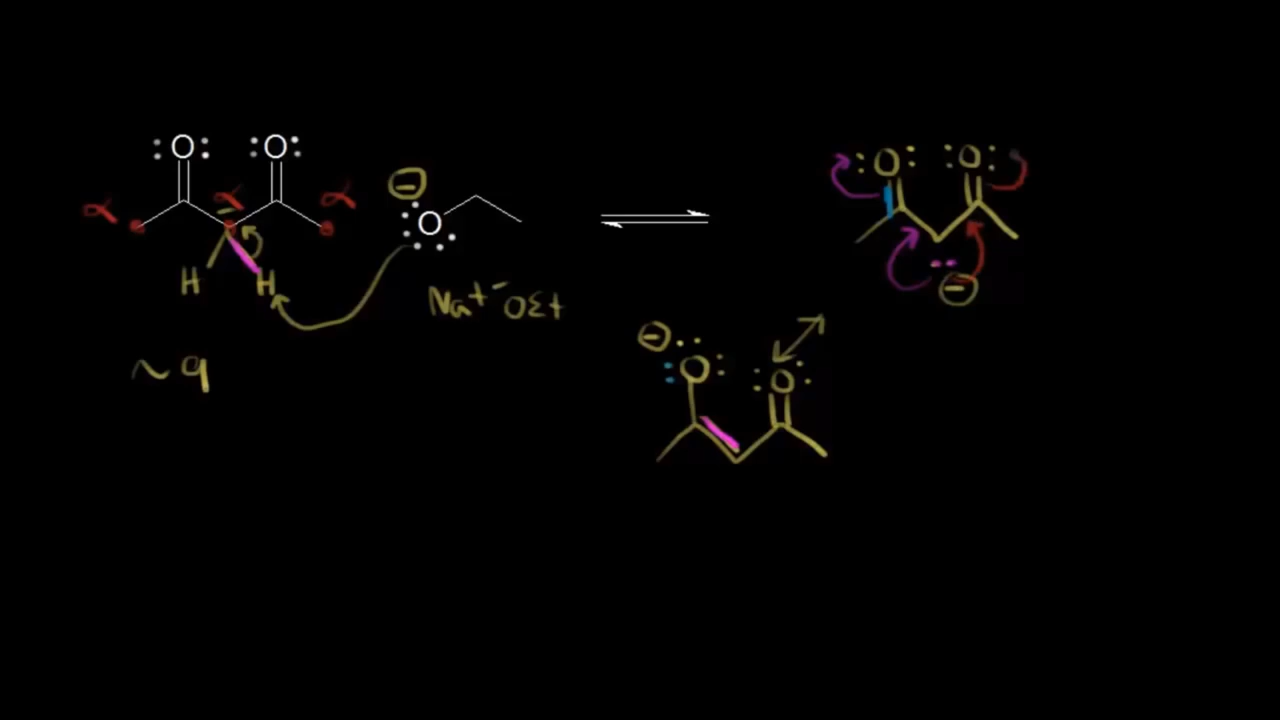 :O: :O:
α α α
H H
O
Na⁺ ⁻OEt
~ 9
:O: :O:
:O: :O: